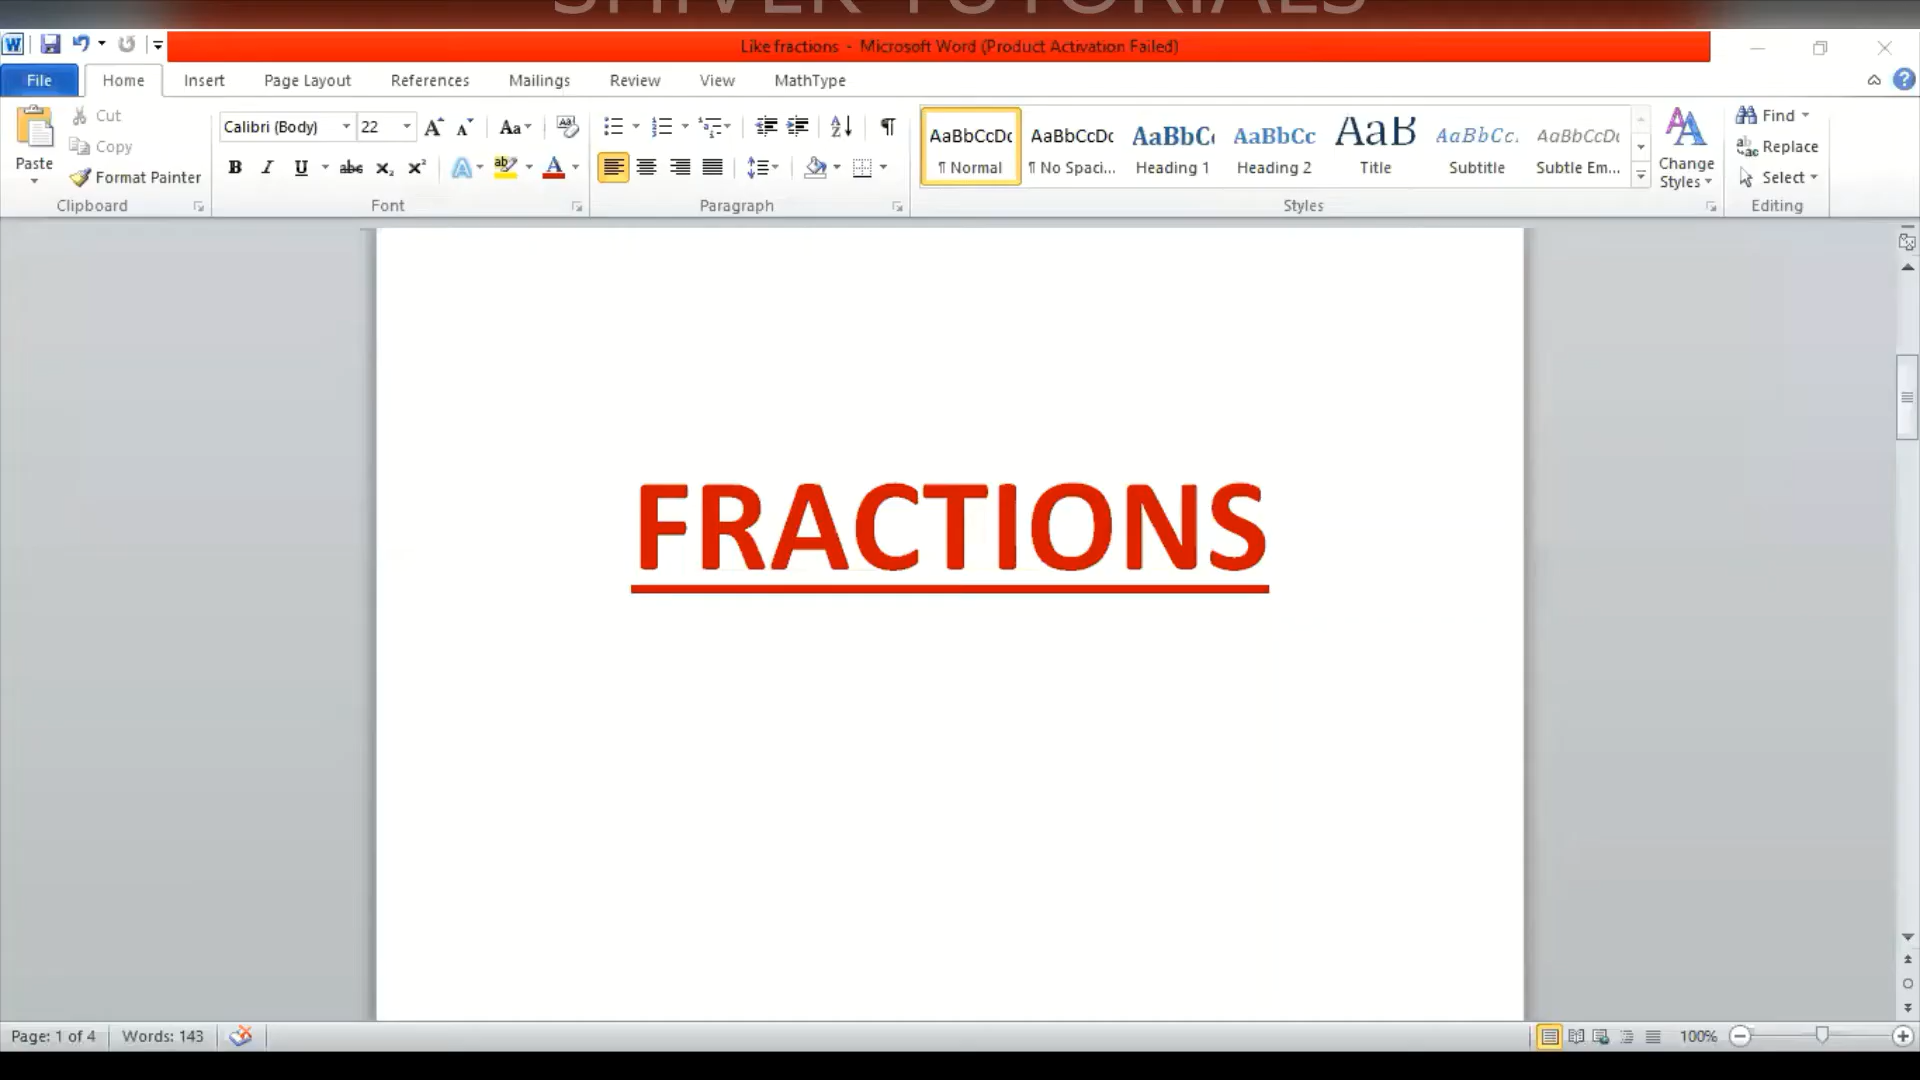 SHIVER TUTORIALS
Like fractions - Microsoft Word (Product Activation Failed)
File Home Insert Page Layout References Mailings Review View MathType
Paste
Cut
Copy
Format Painter
Clipboard
Calibri (Body) 22
Font
Paragraph
AaBbCcDc AaBbCcDc AaBbC AaBbCc AaB AaBbCc. AaBbCcDc
¶ Normal ¶ No Spaci... Heading 1 Heading 2 Title Subtitle Subtle Em...
Styles
Change Styles
Find
Replace
Select
Editing
FRACTIONS
Page: 1 of 4 Words: 143 100%